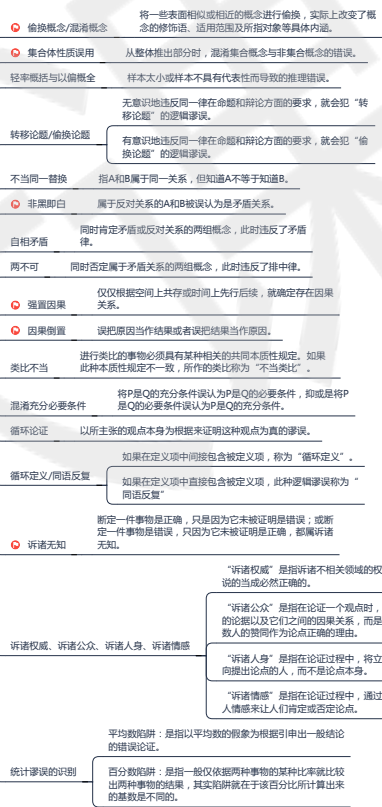 将一些表面相似或相近的概念进行偷换，实际上改变了概
偷换概念/混淆概念
念的修饰语、适用范围及所指对象等具体内涵。
集合体性质误用
从整体推出部分时，混淆集合概念与非集合概念的错误。
轻率概括与以偏概全
样本太小或样本不具有代表性而导致的推理错误。
无意识地违反同一律在命题和辩论方面的要求，就会犯“转
移论题”的逻辑谬误。
转移论题/偷换论题
有意识地违反同一律在命题和辩论方面的要求，就会犯“偷
换论题”的逻辑谬误。
不当同一替换
指A和B属于同一关系，但知道A不等于知道B。
非黑即白
属于反对关系的A和B被误认为是矛盾关系。
同时肯定矛盾或反对关系的两组概念，此时违反了矛盾
自相矛盾
律。
两不可
同时否定属于矛盾关系的两组概念，此时违反了排中律。
仅仅根据空间上共存或时间上先行后续，就确定存在因果
强置因果
关系。
因果倒置
误把原因当作结果或者误把结果当作原因。
进行类比的事物必须具有某种相关的共同本质性规定。如果
类比不当
此种本质性规定不一致，所作的类比称为“不当类比”。
将P是Q的充分条件误认为P是Q的必要条件，抑或是将P
混淆充分必要条件
是Q的必要条件误认为P是Q的充分条件。
循环论证
以所主张的观点本身为根据来证明这种观点为真的谬误。
如果在定义项中间接包含被定义项，称为“循环定义”。
循环定义/同语反复
如果在定义项中直接包含被定义项，此种逻辑谬误称为“
同语反复”
断定一件事物是正确，只是因为它未被证明是错误；或断
定一件事物是错误，只因为它未被证明是正确，都属诉诸
诉诸无知
无知。
“诉诸权威”是指诉诸不相关领域的权
说的当成必然正确的。
“诉诸公众”是指在论证一个观点时，
的论据以及它们之间的因果关系，而是
数人的赞同作为论点正确的理由。
诉诸权威、诉诸公众、诉诸人身、诉诸情感
“诉诸人身”是指在论证过程中，将立
向提出论点的人，而不是论点本身。
“诉诸情感”是指在论证过程中，通过
人情感来让人们肯定或否定论点。
平均数陷阱：是指以平均数的假象为根据引申出一般结论
的错误论证。
统计谬误的识别
百分数陷阱：是指一般仅依据两种事物的某种比率就比较
出两种事物的结果，其实陷阱就在于该百分比所计算出来
的基数是不同的。